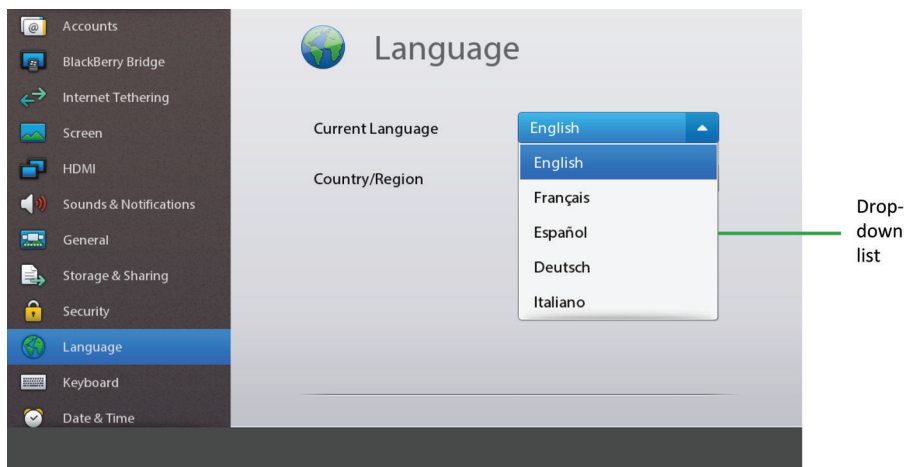 Accounts
BlackBerry Bridge
Internet Tethering
Screen
HDMI
Sounds & Notifications
General
Storage & Sharing
Security
Language
Keyboard
Date & Time
Language
Current Language
English
Country/Region
English
Français
Español
Deutsch
Italiano
Drop-
down
list